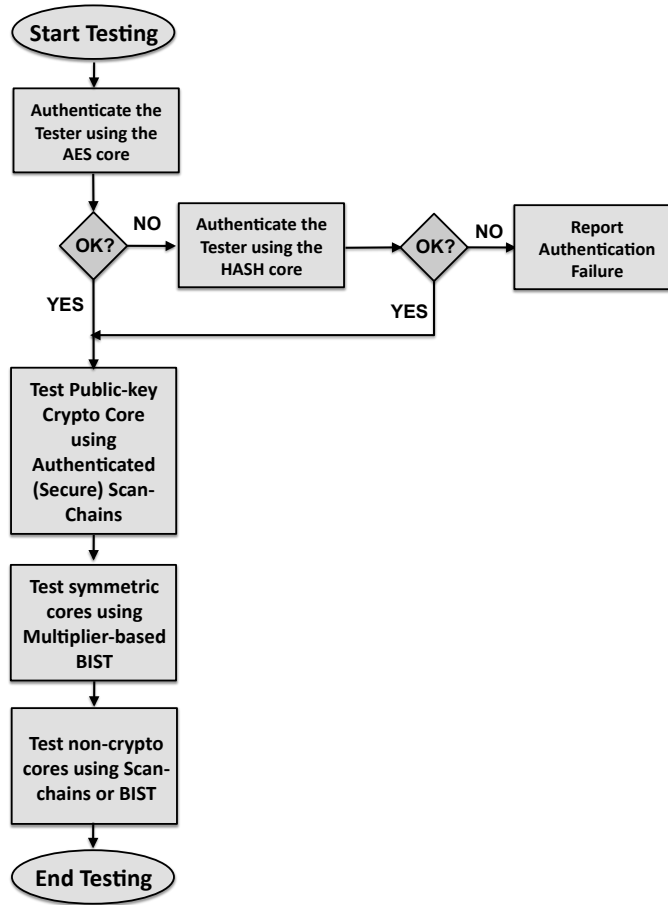 Start Testing
Authenticate the
Tester using the
AES core
OK?
NO
Authenticate the
Tester using the
HASH core
OK?
NO
Report
Authentication
Failure
YES
YES
Test Public-key
Crypto Core
using
Authenticated
(Secure) Scan-
Chains
Test symmetric
cores using
Multiplier-based
BIST
Test non-crypto
cores using Scan-
chains or BIST
End Testing